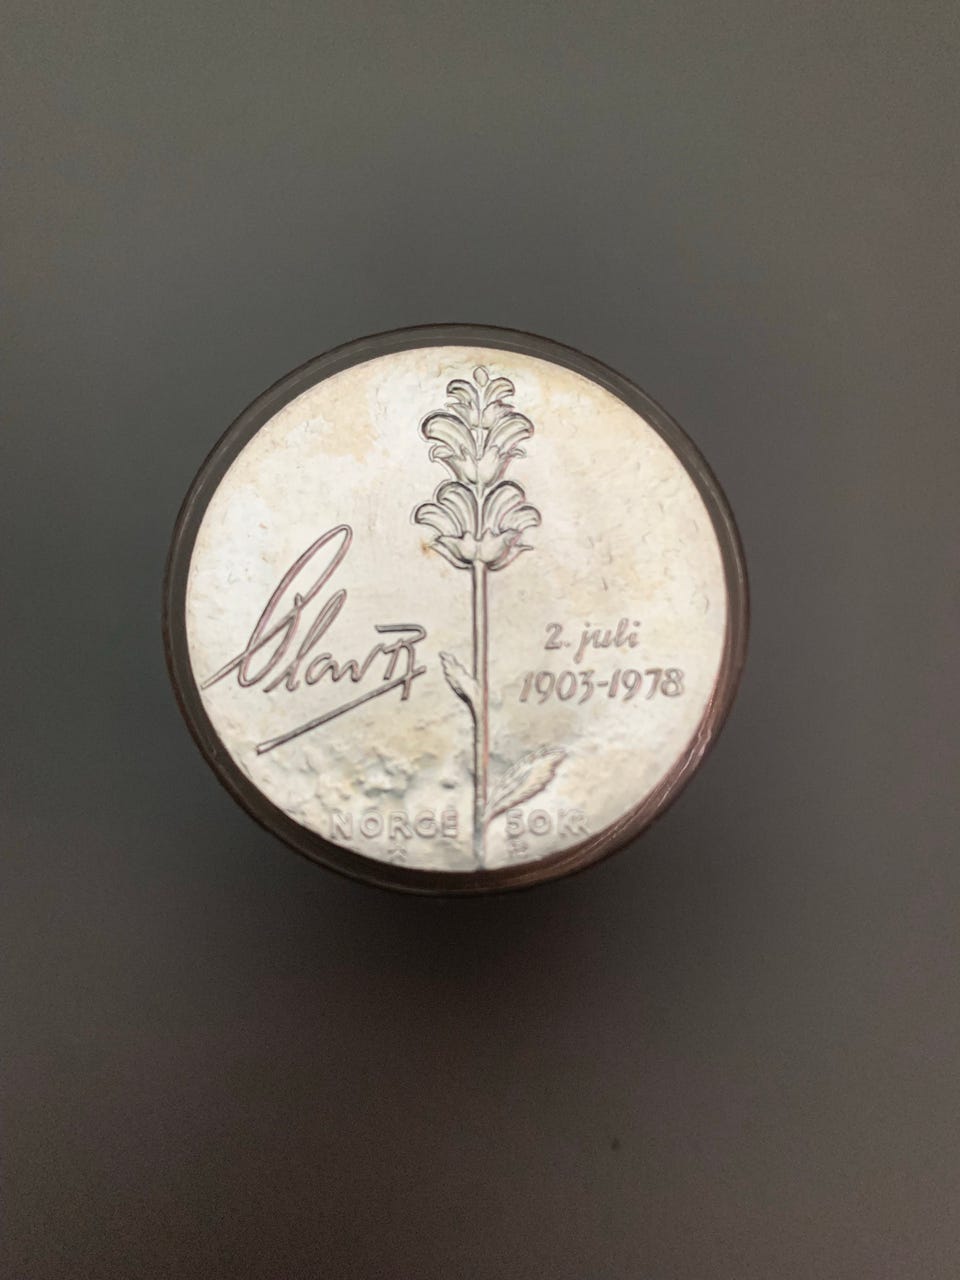 Olav R
2. juli
1903-1978
NORGE 50 KR